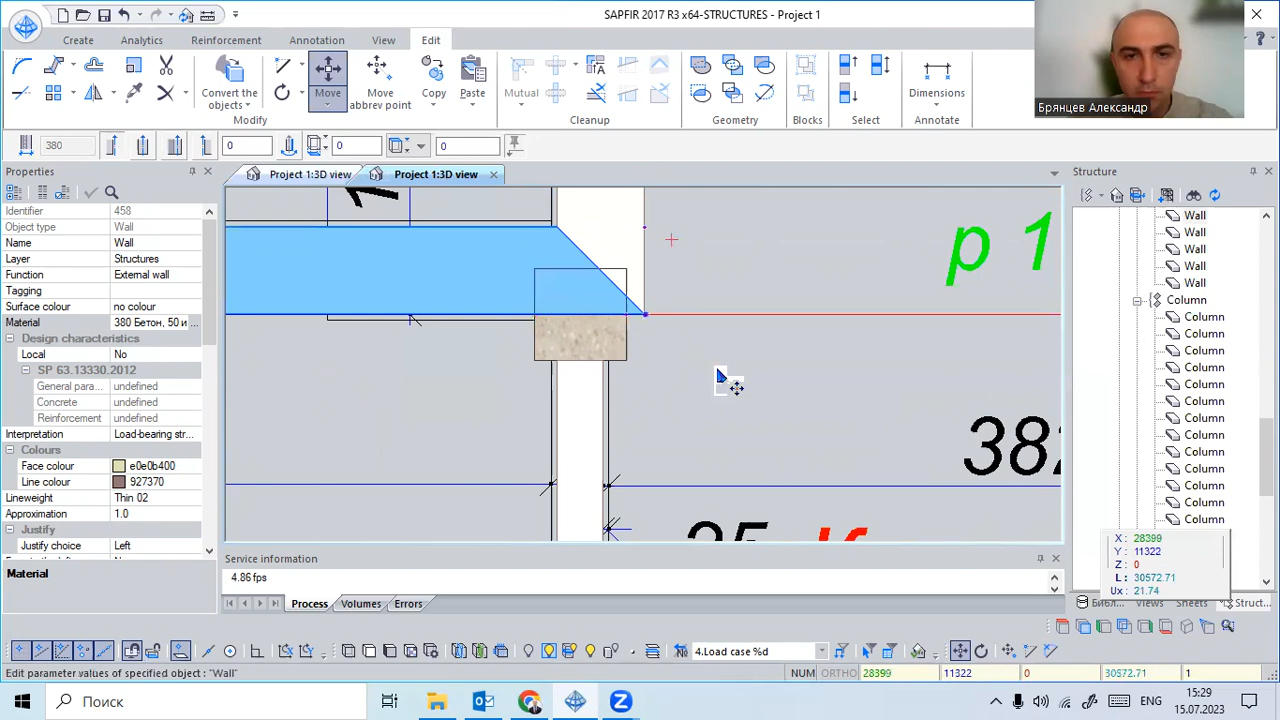 SAPFIR 2017 R3 x64-STRUCTURES - Project 1
Create Analytics Reinforcement Annotation View Edit
Convert the objects Move Move abbrev point Copy Paste Mutual Dimensions
Modify Cleanup Geometry Blocks Select Annotate
Брянцев Александр
380 0 0 0
Properties
Project 1:3D view Project 1:3D view
Structure
Identifier 458
Object type Wall
Name Wall
Layer Structures
Function External wall
Tagging
Surface colour no colour
Material 380 Бетон, 50 и ...
Design characteristics
Local No
SP 63.13330.2012
General para... undefined
Concrete undefined
Reinforcement undefined
Interpretation Load-bearing str...
Colours
Face colour e0e0b400
Line colour 927370
Lineweight Thin 02
Approximation 1.0
Justify
Justify choice Left
Material
p 1
382
25
Wall
Wall
Wall
Wall
Wall
Column
Column
Column
Column
Column
Column
Column
Column
Column
Column
Column
Column
Column
Column
X : 28399
Y : 11322
Z : 0
L : 30572.71
Ux : 21.74
Service information
4.86 fps
Process Volumes Errors
Библ... Views Sheets Struct...
4.Load case %d
Edit parameter values of specified object : "Wall"
NUM ORTHO 28399 11322 0 30572.71 1
Поиск
ENG
15:29
15.07.2023